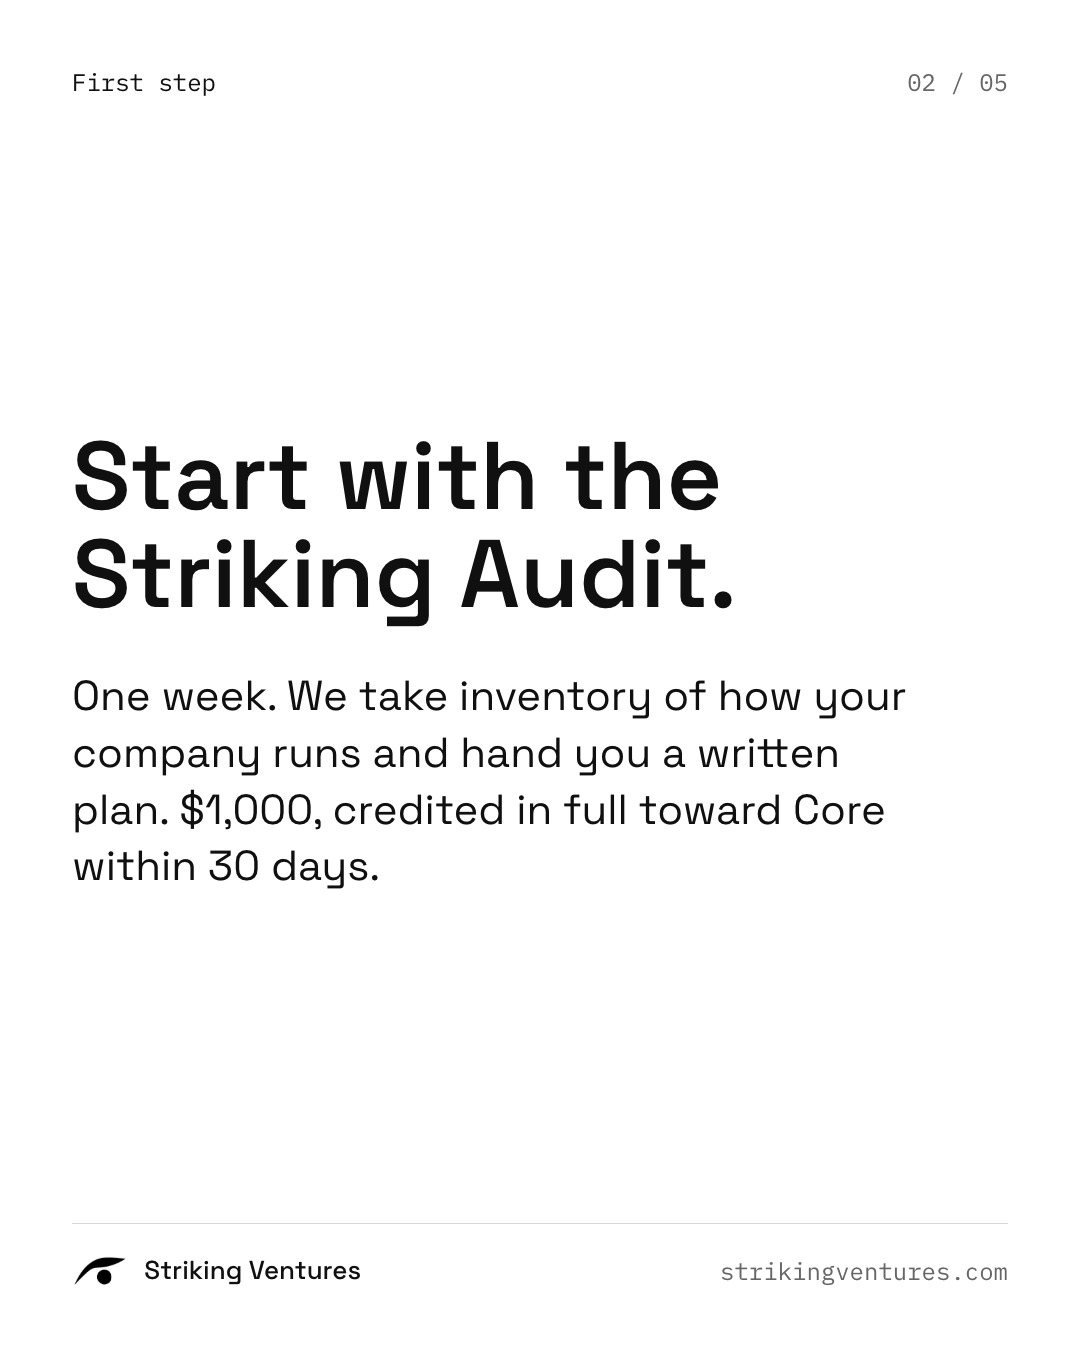 First step
02 / 05
Start with the
Striking Audit.
One week. We take inventory of how your
company runs and hand you a written
plan. $1,000, credited in full toward Core
within 30 days.
Striking Ventures
strikingventures.com